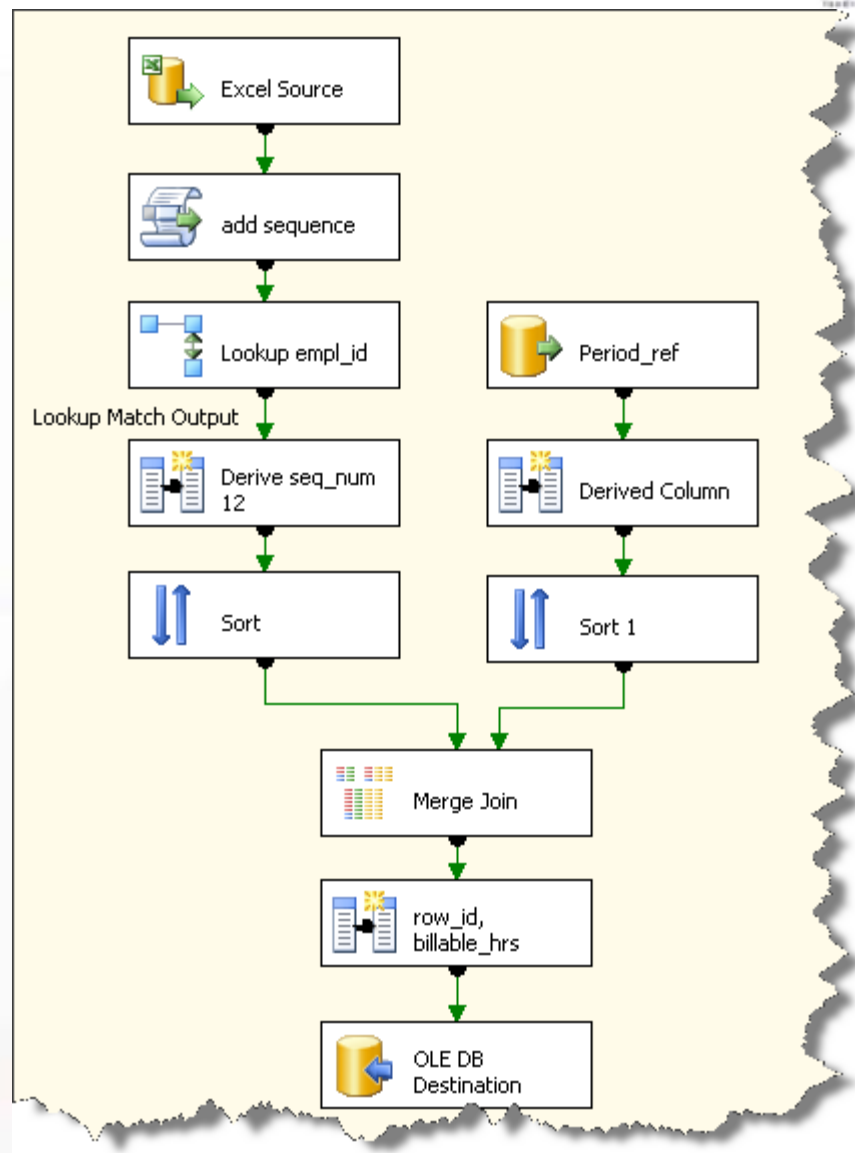 Excel Source
add sequence
Lookup empl_id
Period_ref
Lookup Match Output
Derive seq_num
12
Derived Column
Sort
Sort 1
Merge Join
row_id,
billable_hrs
OLE DB
Destination